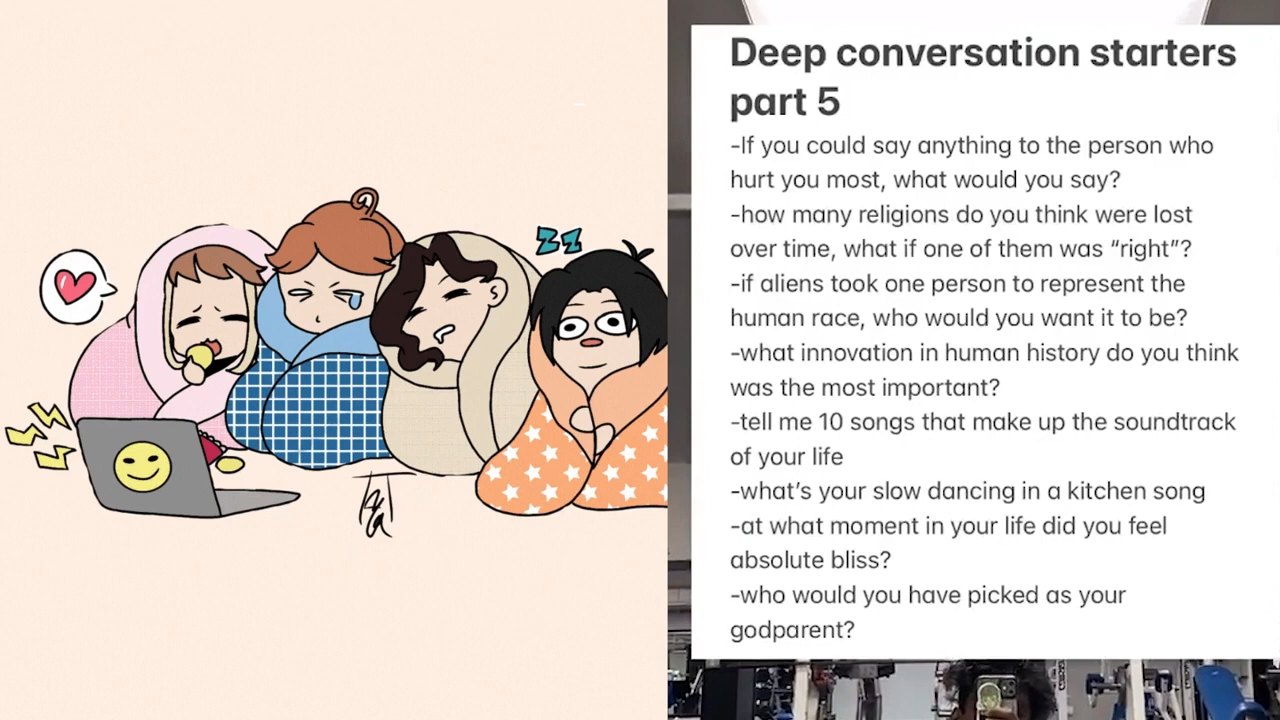 ZZ
Deep conversation starters
part 5
-If you could say anything to the person who
hurt you most, what would you say?
-how many religions do you think were lost
over time, what if one of them was “right”?
-if aliens took one person to represent the
human race, who would you want it to be?
-what innovation in human history do you think
was the most important?
-tell me 10 songs that make up the soundtrack
of your life
-what’s your slow dancing in a kitchen song
-at what moment in your life did you feel
absolute bliss?
-who would you have picked as your
godparent?